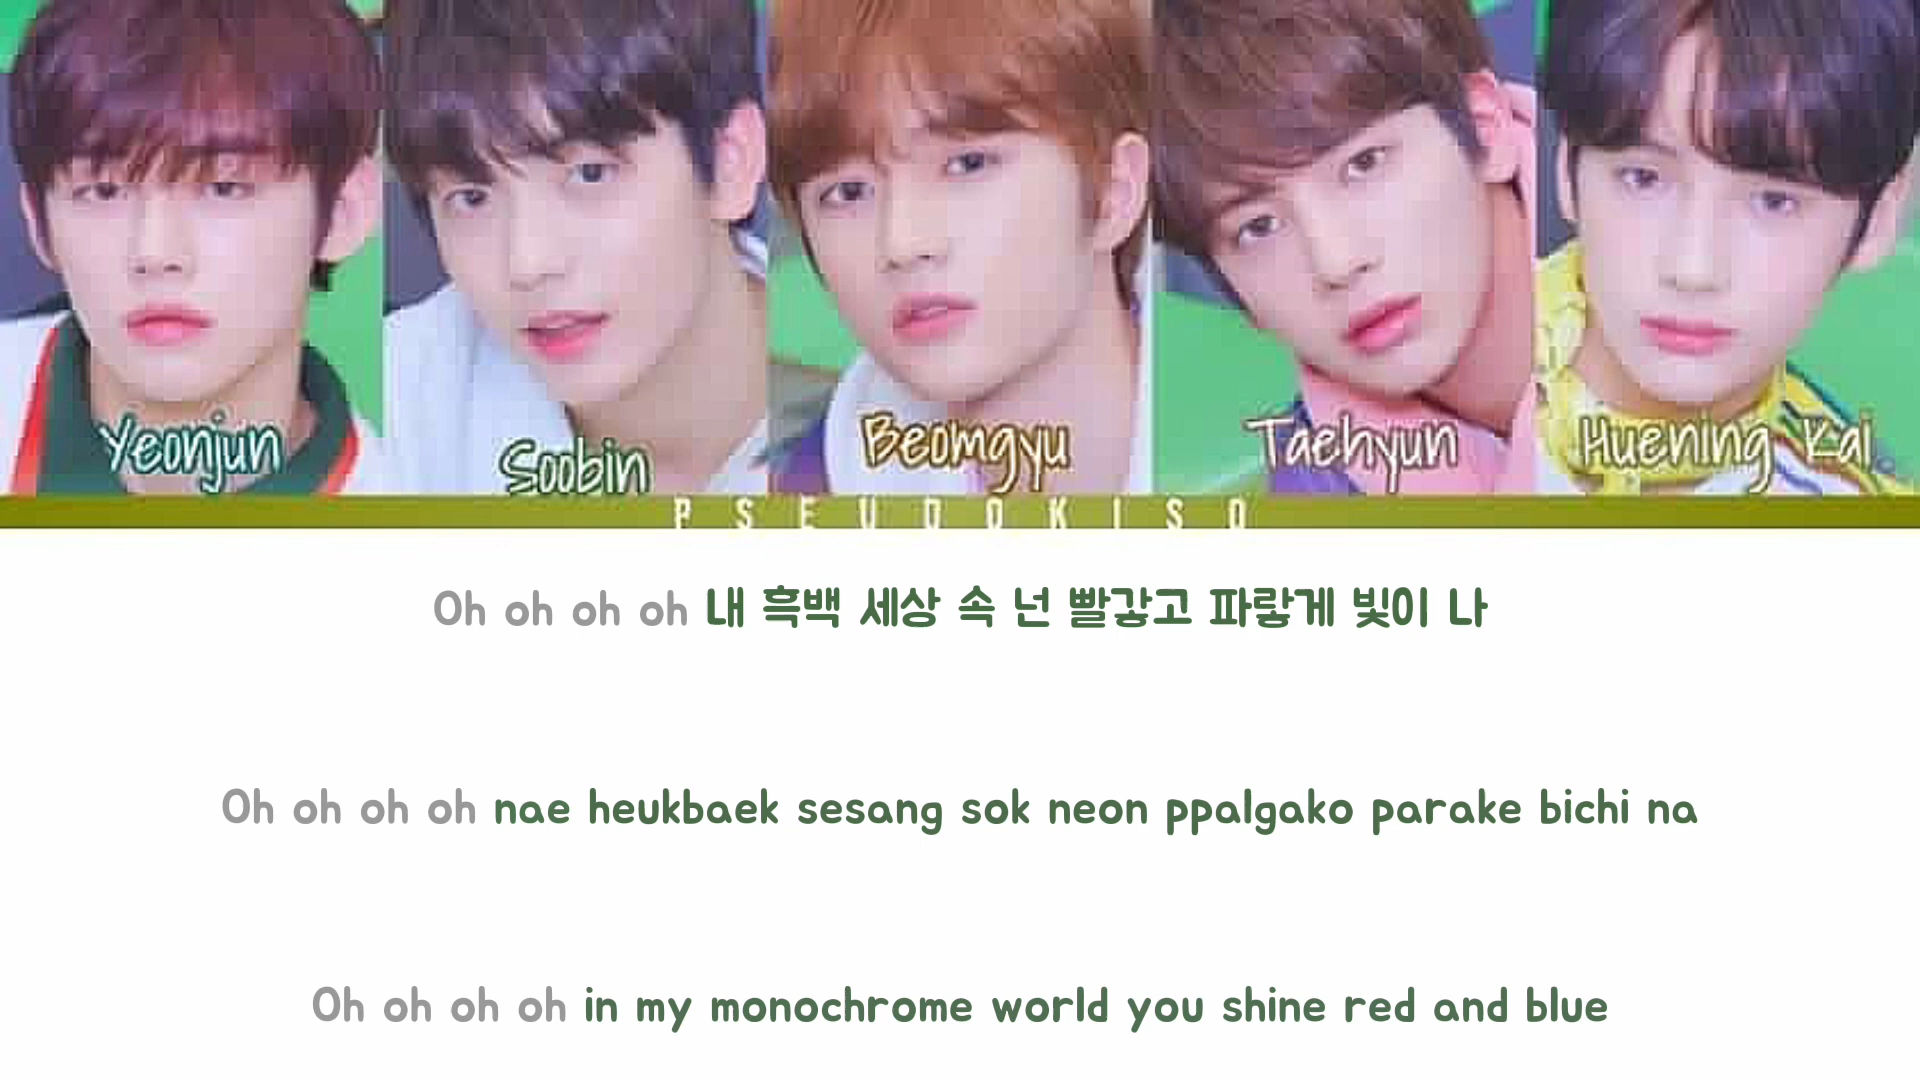 Yeonjun
Soobin
Beomgyu
Taehyun
Huening Kai
PSEUDOKISO
Oh oh oh oh 내 흑백 세상 속 넌 빨갛고 파랗게 빛이 나
Oh oh oh oh nae heukbaek sesang sok neon ppalgako parake bichi na
Oh oh oh oh in my monochrome world you shine red and blue